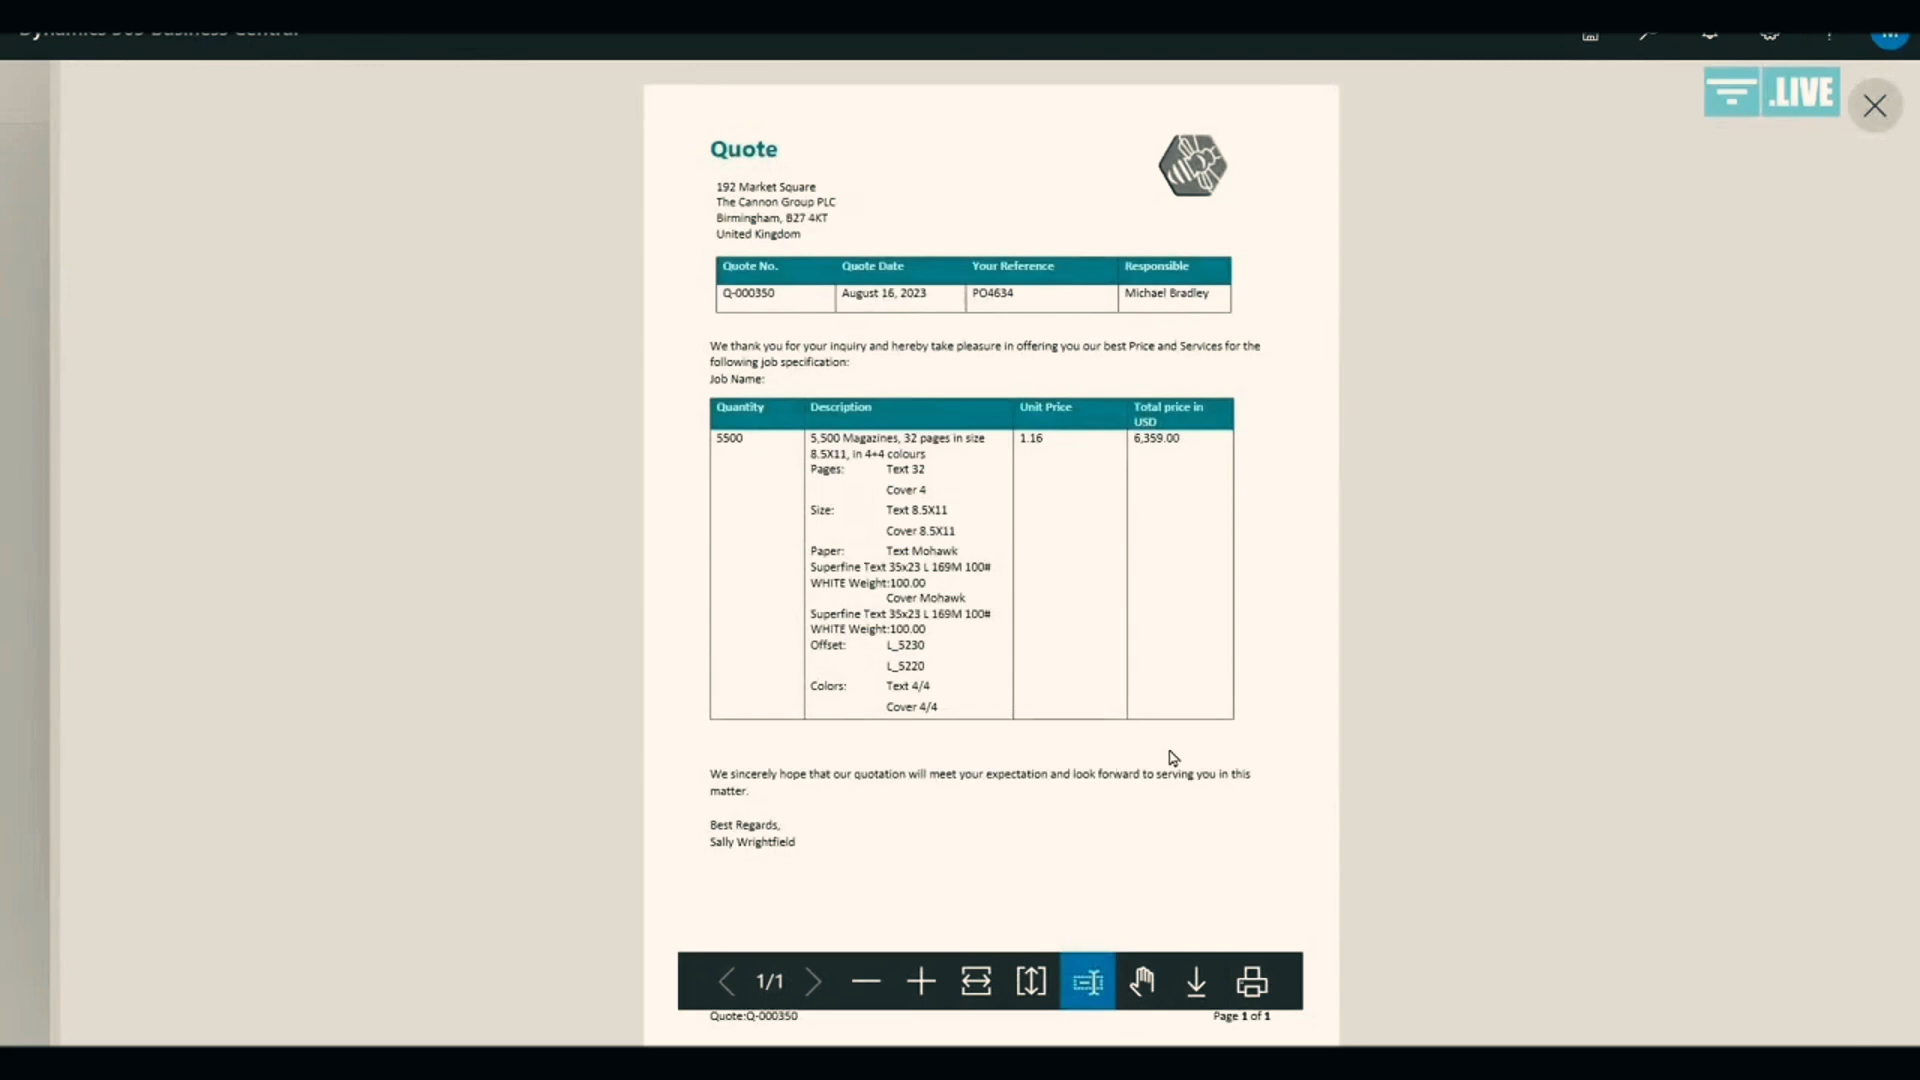 Dynamics 365 Business Central
.LIVE
Quote
192 Market Square
The Cannon Group PLC
Birmingham, B27 4KT
United Kingdom
Quote No. Quote Date Your Reference Responsible
Q-000350 August 16, 2023 PO4634 Michael Bradley
We thank you for your inquiry and hereby take pleasure in offering you our best Price and Services for the
following job specification:
Job Name:
Quantity Description Unit Price Total price in
USD
5500 5,500 Magazines, 32 pages in size 1.16 6,359.00
8.5X11, in 4+4 colours
Pages: Text 32
Cover 4
Size: Text 8.5X11
Cover 8.5X11
Paper: Text Mohawk
Superfine Text 35x23 L 169M 100#
WHITE Weight:100.00
Cover Mohawk
Superfine Text 35x23 L 169M 100#
WHITE Weight:100.00
Offset: L_5230
L_5220
Colors: Text 4/4
Cover 4/4
We sincerely hope that our quotation will meet your expectation and look forward to serving you in this
matter.
Best Regards,
Sally Wrightfield
1/1
Quote:Q-000350 Page 1 of 1